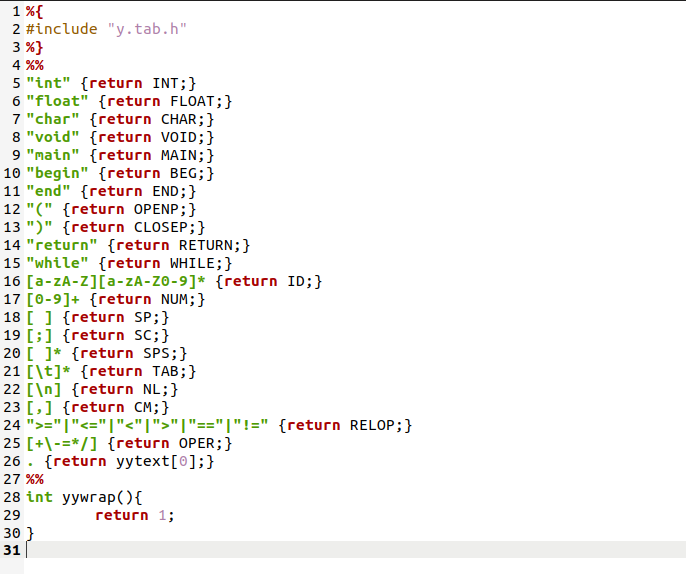 1 %{
2 #include "y.tab.h"
3 %}
4 %%
5 "int" {return INT;}
6 "float" {return FLOAT;}
7 "char" {return CHAR;}
8 "void" {return VOID;}
9 "main" {return MAIN;}
10 "begin" {return BEG;}
11 "end" {return END;}
12 "(" {return OPENP;}
13 ")" {return CLOSEP;}
14 "return" {return RETURN;}
15 "while" {return WHILE;}
16 [a-zA-Z][a-zA-Z0-9]* {return ID;}
17 [0-9]+ {return NUM;}
18 [ ] {return SP;}
19 [;] {return SC;}
20 [ ]* {return SPS;}
21 [\t]* {return TAB;}
22 [\n] {return NL;}
23 [,] {return CM;}
24 ">="|"<="|"<"|">"|"=="|"!=" {return RELOP;}
25 [+\-=*/] {return OPER;}
26 . {return yytext[0];}
27 %%
28 int yywrap(){
29         return 1;
30 }
31